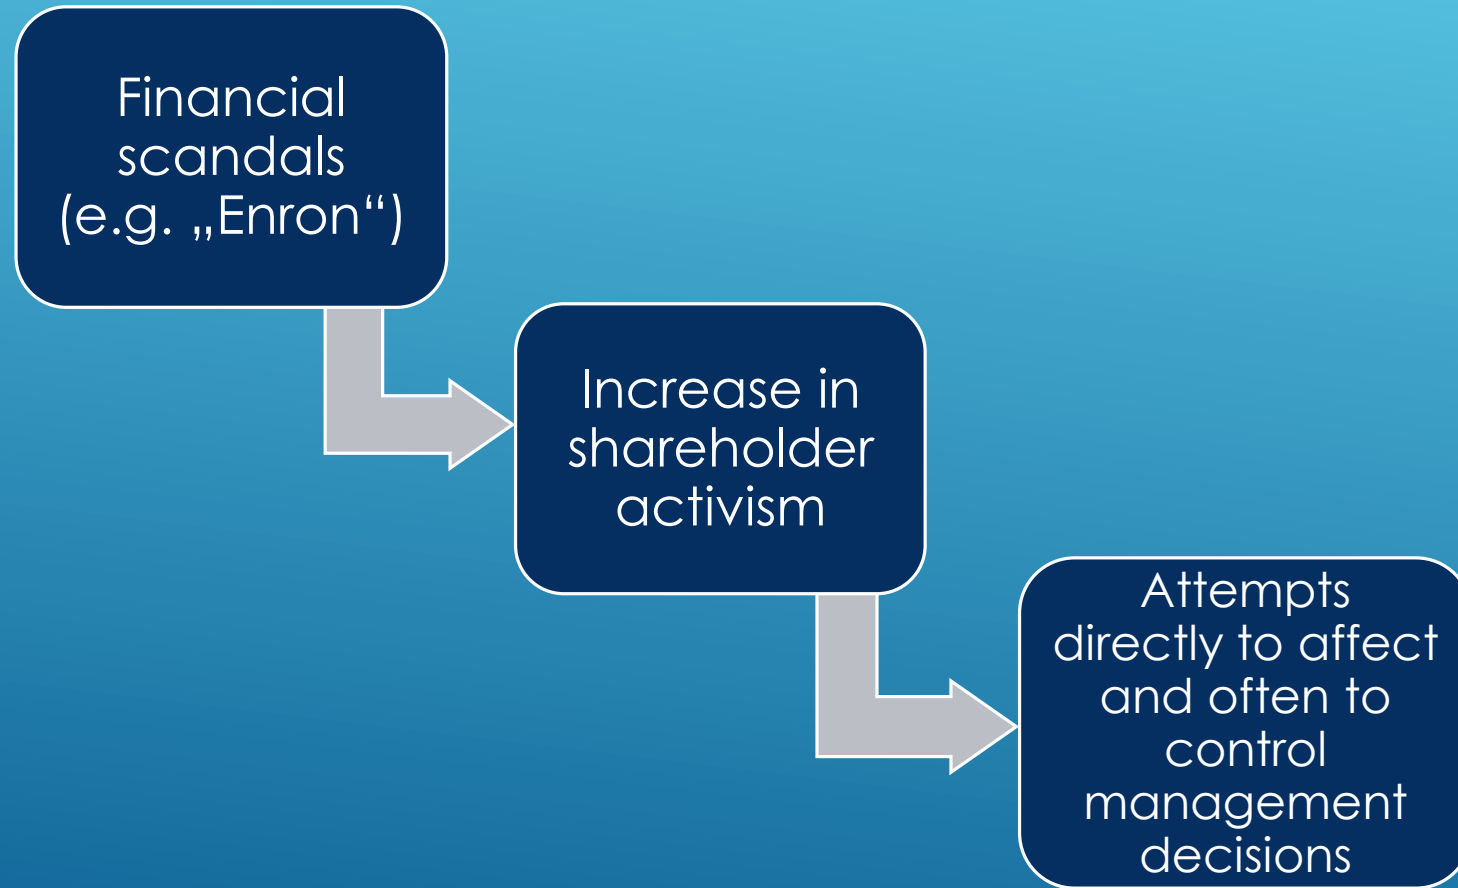 Financial
scandals
(e.g. „Enron“)
Increase in
shareholder
activism
Attempts
directly to affect
and often to
control
management
decisions